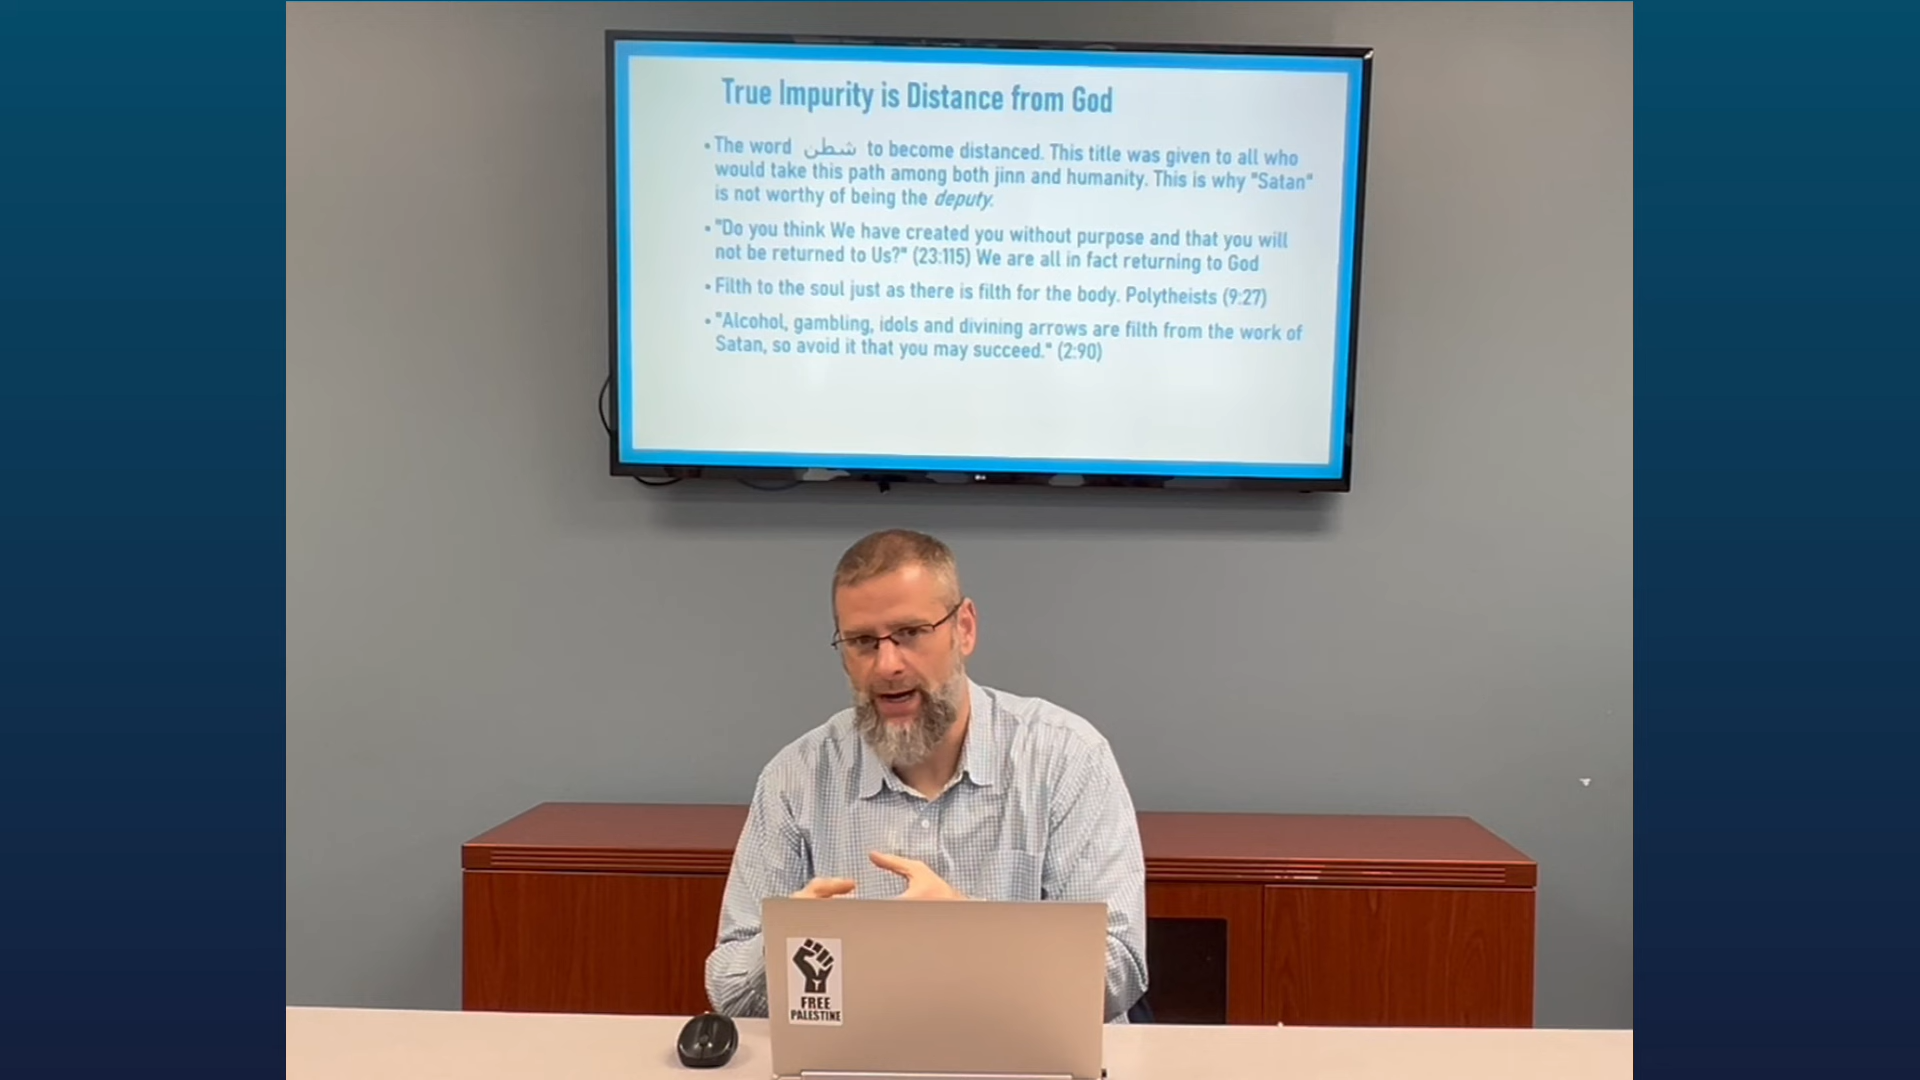 True Impurity is Distance from God
• The word شطن to become distanced. This title was given to all who
would take this path among both jinn and humanity. This is why "Satan"
is not worthy of being the deputy.
• "Do you think We have created you without purpose and that you will
not be returned to Us?" (23:115) We are all in fact returning to God
• Filth to the soul just as there is filth for the body. Polytheists (9:27)
• "Alcohol, gambling, idols and divining arrows are filth from the work of
Satan, so avoid it that you may succeed." (2:90)
LG
FREE
PALESTINE